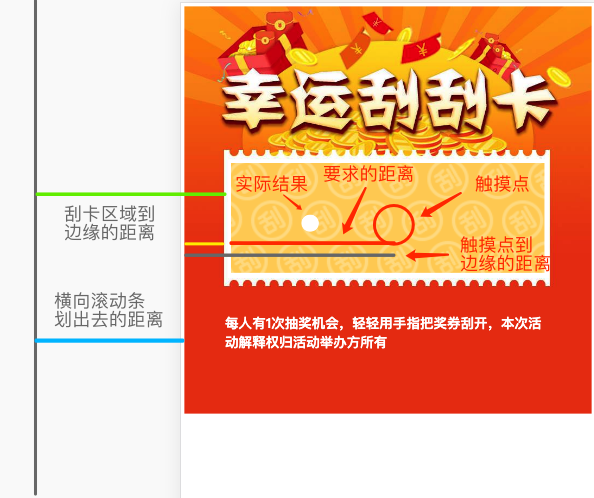 幸运刮刮卡
实际结果
要求的距离
触摸点
刮卡区域到
边缘的距离
触摸点到
边缘的距离
横向滚动条
划出去的距离
每人有1次抽奖机会，轻轻用手指把奖券刮开，本次活
动解释权归活动举办方所有